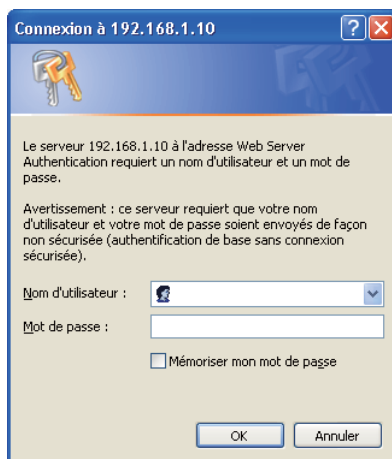 Connexion à 192.168.1.10
Le serveur 192.168.1.10 à l'adresse Web Server
Authentication requiert un nom d'utilisateur et un mot de
passe.
Avertissement : ce serveur requiert que votre nom
d'utilisateur et votre mot de passe soient envoyés de façon
non sécurisée (authentification de base sans connexion
sécurisée).
Nom d'utilisateur :
Mot de passe :
Mémoriser mon mot de passe
OK Annuler